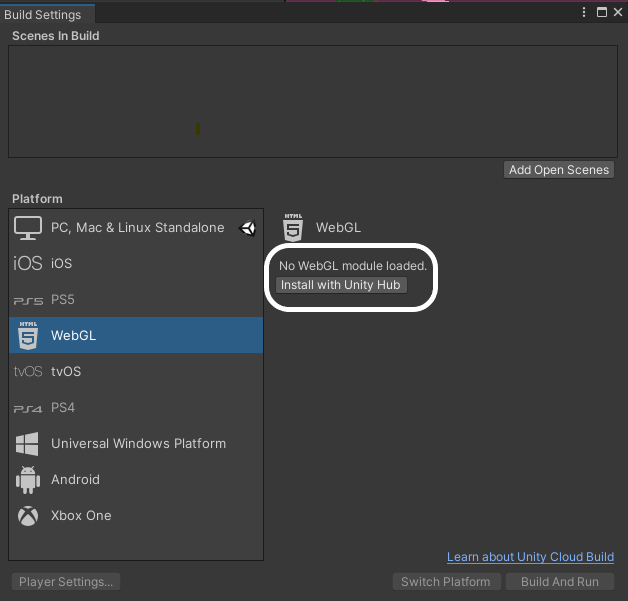 Build Settings
Scenes In Build
Add Open Scenes
Platform
PC, Mac & Linux Standalone
iOS iOS
PS5 PS5
HTML 5 WebGL
tvOS tvOS
PS4 PS4
Universal Windows Platform
Android
Xbox One
HTML 5 WebGL
No WebGL module loaded.
Install with Unity Hub
Learn about Unity Cloud Build
Player Settings...
Switch Platform
Build And Run